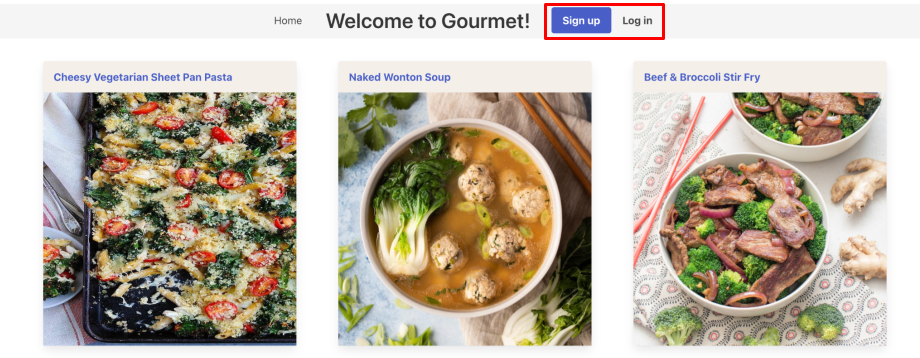 Home
Welcome to Gourmet!
Sign up
Log in
Cheesy Vegetarian Sheet Pan Pasta
Naked Wonton Soup
Beef & Broccoli Stir Fry